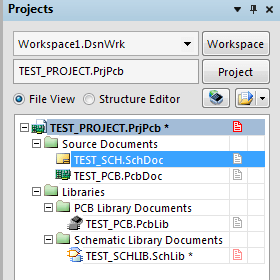 Projects
Workspace1.DsnWrk Workspace
TEST_PROJECT.PrjPcb Project
File View Structure Editor
TEST_PROJECT.PrjPcb *
Source Documents
TEST_SCH.SchDoc
TEST_PCB.PcbDoc
Libraries
PCB Library Documents
TEST_PCB.PcbLib
Schematic Library Documents
TEST_SCHLIB.SchLib *